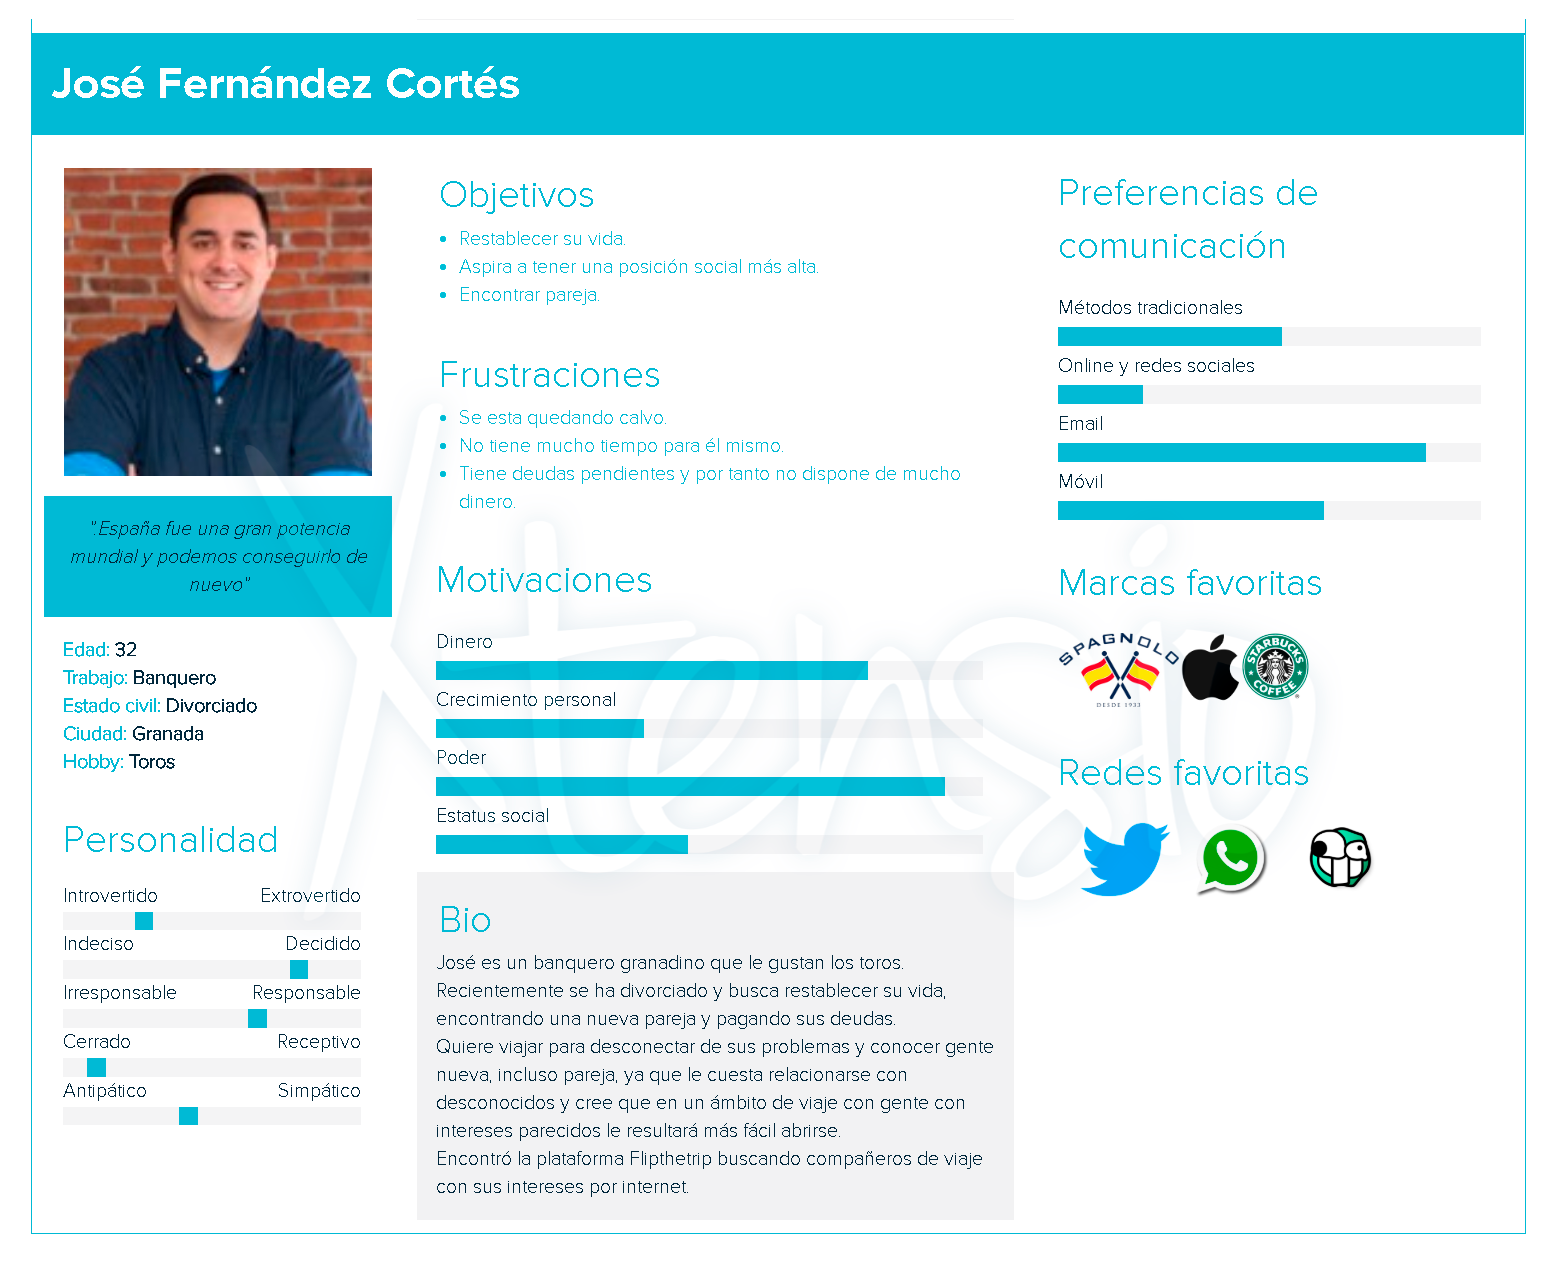 José Fernández Cortés
".España fue una gran potencia
mundial y podemos conseguirlo de
nuevo"
Edad: 32
Trabajo: Banquero
Estado civil: Divorciado
Ciudad: Granada
Hobby: Toros
Personalidad
Introvertido Extrovertido
Indeciso Decidido
Irresponsable Responsable
Cerrado Receptivo
Antipático Simpático
Objetivos
Restablecer su vida.
Aspira a tener una posición social más alta.
Encontrar pareja.
Frustraciones
Se esta quedando calvo.
No tiene mucho tiempo para él mismo.
Tiene deudas pendientes y por tanto no dispone de mucho
dinero.
Motivaciones
Dinero
Crecimiento personal
Poder
Estatus social
Bio
José es un banquero granadino que le gustan los toros.
Recientemente se ha divorciado y busca restablecer su vida,
encontrando una nueva pareja y pagando sus deudas.
Quiere viajar para desconectar de sus problemas y conocer gente
nueva, incluso pareja, ya que le cuesta relacionarse con
desconocidos y cree que en un ámbito de viaje con gente con
intereses parecidos le resultará más fácil abrirse.
Encontró la plataforma Flipthetrip buscando compañeros de viaje
con sus intereses por internet.
Preferencias de
comunicación
Métodos tradicionales
Online y redes sociales
Email
Móvil
Marcas favoritas
SPAGNOLO
DESDE 1933
STARBUCKS
COFFEE
Redes favoritas
Xtensio